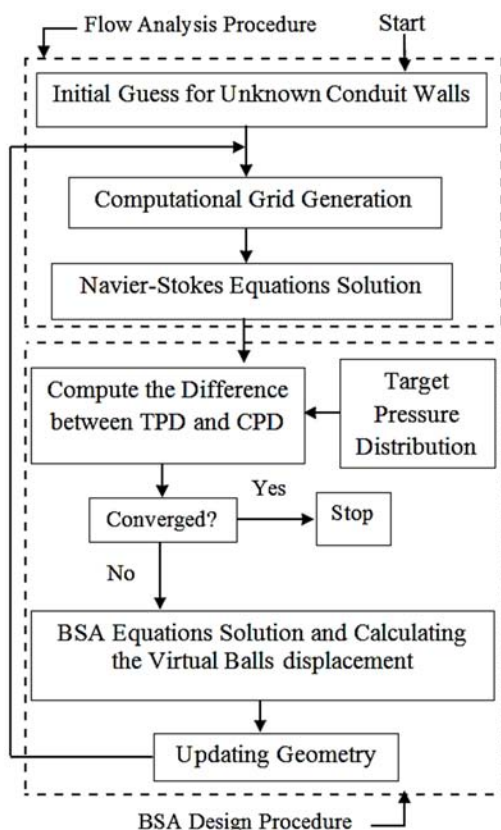 Flow Analysis Procedure
Start
Initial Guess for Unknown Conduit Walls
Computational Grid Generation
Navier-Stokes Equations Solution
Compute the Difference
between TPD and CPD
Target
Pressure
Distribution
Converged?
Yes
Stop
No
BSA Equations Solution and Calculating
the Virtual Balls displacement
Updating Geometry
BSA Design Procedure